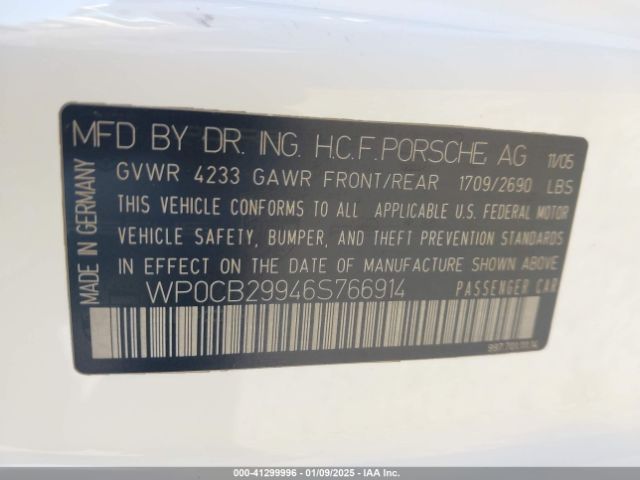 MFD BY DR. ING. H.C.F. PORSCHE, AG 11/05
GVWR 4233 GAWR FRONT/REAR 1709/2690 LBS
THIS VEHICLE CONFORMS TO ALL APPLICABLE U.S. FEDERAL MOTOR
VEHICLE SAFETY, BUMPER, AND THEFT PREVENTION STANDARDS
IN EFFECT ON THE DATE OF MANUFACTURE SHOWN ABOVE
WP0CB29946S766914 PASSENGER CAR
MADE IN GERMANY
000-41299996 - 01/09/2025 - IAA Inc.